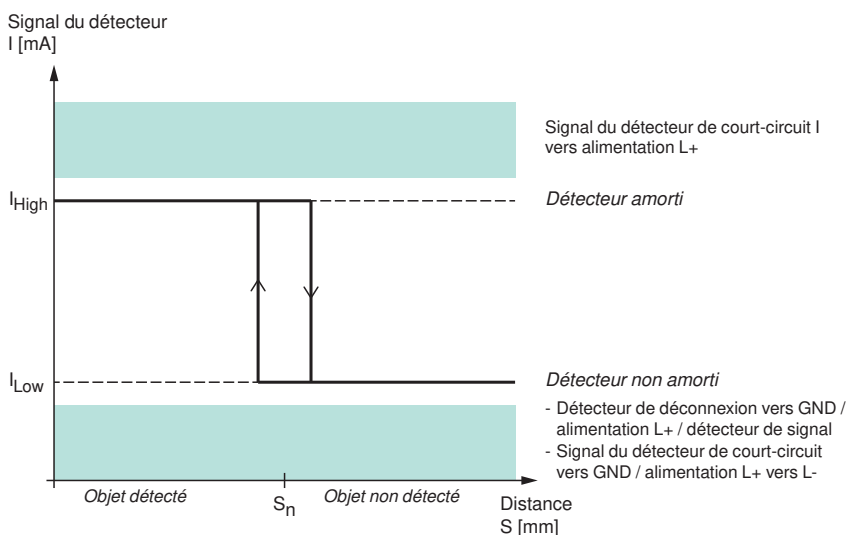 Signal du détecteur
I [mA]
Signal du détecteur de court-circuit I
vers alimentation L+
IHigh
Détecteur amorti
ILow
Détecteur non amorti
- Détecteur de déconnexion vers GND /
alimentation L+ / détecteur de signal
- Signal du détecteur de court-circuit
vers GND / alimentation L+ vers L-
Objet détecté
Sn
Objet non détecté
Distance
S [mm]